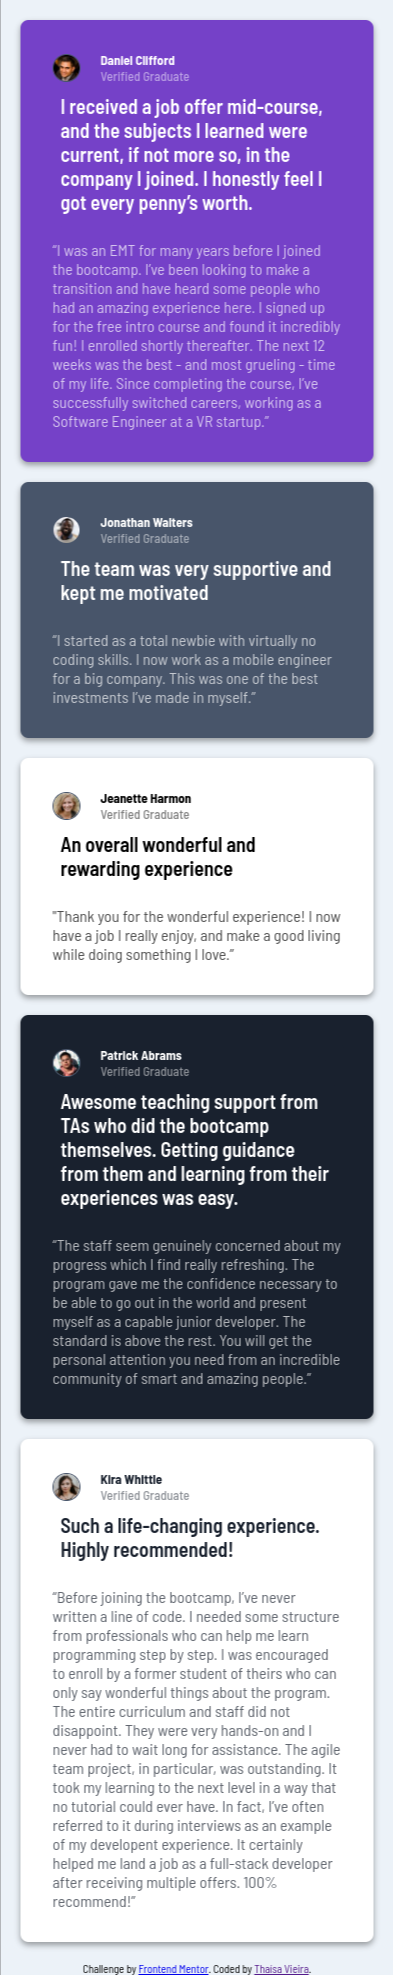 Daniel Clifford
Verified Graduate
I received a job offer mid-course,
and the subjects I learned were
current, if not more so, in the
company I joined. I honestly feel I
got every penny’s worth.
“I was an EMT for many years before I joined
the bootcamp. I’ve been looking to make a
transition and have heard some people who
had an amazing experience here. I signed up
for the free intro course and found it incredibly
fun! I enrolled shortly thereafter. The next 12
weeks was the best - and most grueling - time
of my life. Since completing the course, I’ve
successfully switched careers, working as a
Software Engineer at a VR startup.”
Jonathan Walters
Verified Graduate
The team was very supportive and
kept me motivated
“I started as a total newbie with virtually no
coding skills. I now work as a mobile engineer
for a big company. This was one of the best
investments I’ve made in myself.”
Jeanette Harmon
Verified Graduate
An overall wonderful and
rewarding experience
"Thank you for the wonderful experience! I now
have a job I really enjoy, and make a good living
while doing something I love.”
Patrick Abrams
Verified Graduate
Awesome teaching support from
TAs who did the bootcamp
themselves. Getting guidance
from them and learning from their
experiences was easy.
“The staff seem genuinely concerned about my
progress which I find really refreshing. The
program gave me the confidence necessary to
be able to go out in the world and present
myself as a capable junior developer. The
standard is above the rest. You will get the
personal attention you need from an incredible
community of smart and amazing people.”
Kira Whittle
Verified Graduate
Such a life-changing experience.
Highly recommended!
“Before joining the bootcamp, I’ve never
written a line of code. I needed some structure
from professionals who can help me learn
programming step by step. I was encouraged
to enroll by a former student of theirs who can
only say wonderful things about the program.
The entire curriculum and staff did not
disappoint. They were very hands-on and I
never had to wait long for assistance. The agile
team project, in particular, was outstanding. It
took my learning to the next level in a way that
no tutorial could ever have. In fact, I’ve often
referred to it during interviews as an example
of my developent experience. It certainly
helped me land a job as a full-stack developer
after receiving multiple offers. 100%
recommend!”
Challenge by Frontend Mentor. Coded by Thaísa Vieira.